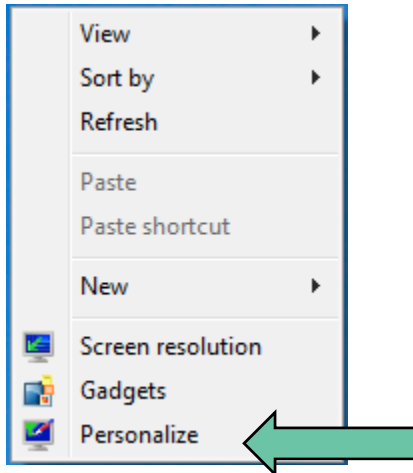 View
Sort by
Refresh
Paste
Paste shortcut
New
Screen resolution
Gadgets
Personalize